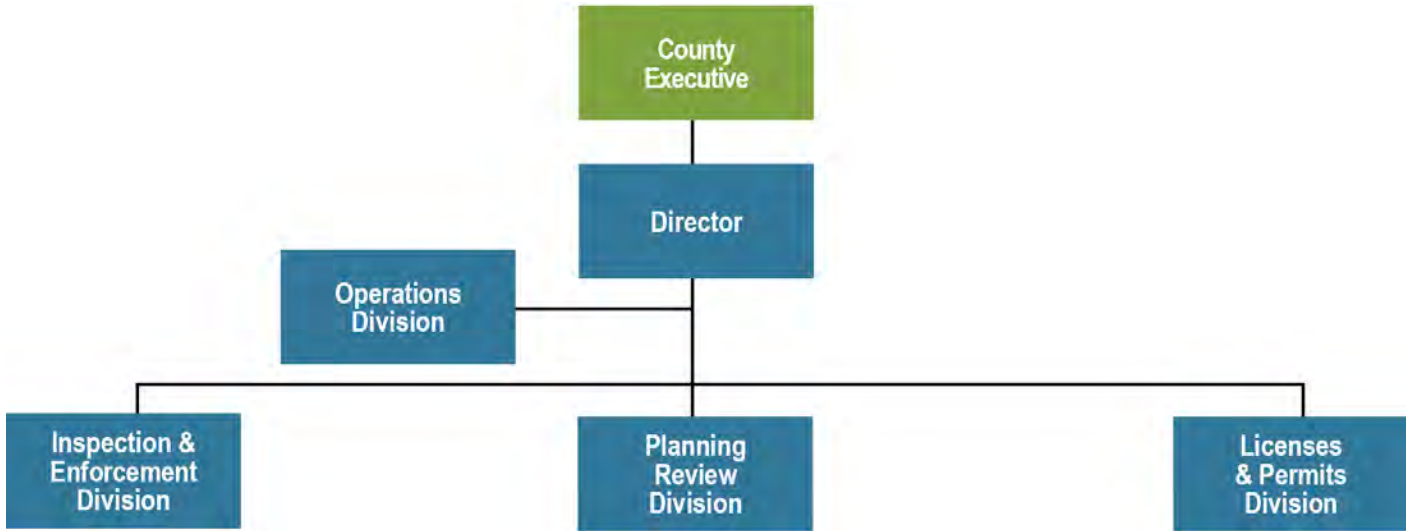 County
Executive
Director
Operations
Division
Inspection &
Enforcement
Division
Planning
Review
Division
Licenses
& Permits
Division